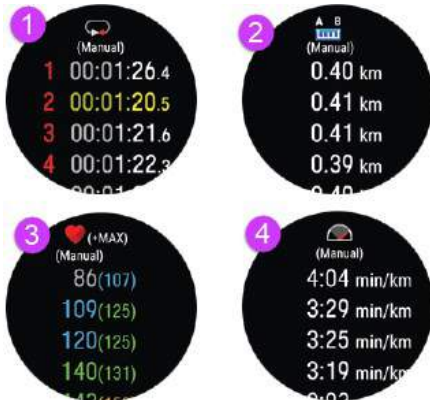 1
(Manual)
1 00:01:26.4
2 00:01:20.5
3 00:01:21.6
4 00:01:22.3
2
A B
(Manual)
0.40 km
0.41 km
0.41 km
0.39 km
3
(+MAX)
(Manual)
86(107)
109(125)
120(125)
140(131)
4
(Manual)
4:04 min/km
3:29 min/km
3:25 min/km
3:19 min/km